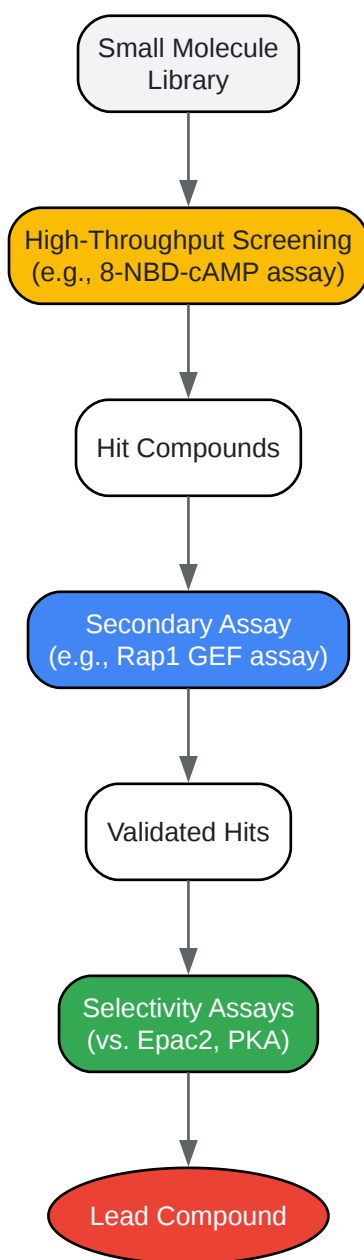 Small Molecule
Library
High-Throughput Screening
(e.g., 8-NBD-cAMP assay)
Hit Compounds
Secondary Assay
(e.g., Rap1 GEF assay)
Validated Hits
Selectivity Assays
(vs. Epac2, PKA)
Lead Compound